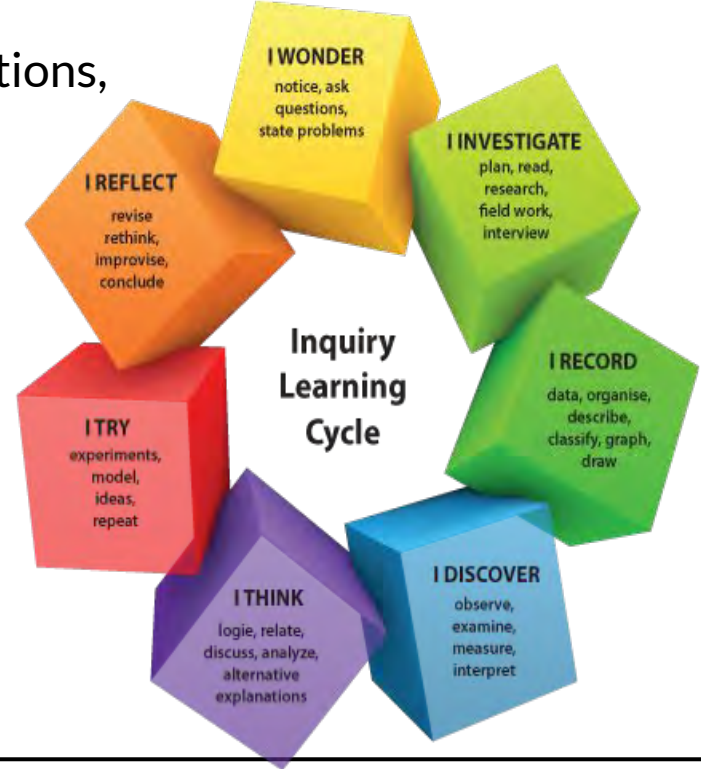 tions,
I WONDER
notice, ask
questions,
state problems
I INVESTIGATE
plan, read,
research,
field work,
interview
I RECORD
data, organise,
describe,
classify, graph,
draw
I DISCOVER
observe,
examine,
measure,
interpret
I THINK
logie, relate,
discuss, analyze,
alternative
explanations
I TRY
experiments,
model,
ideas,
repeat
I REFLECT
revise
rethink,
improvise,
conclude
Inquiry
Learning
Cycle